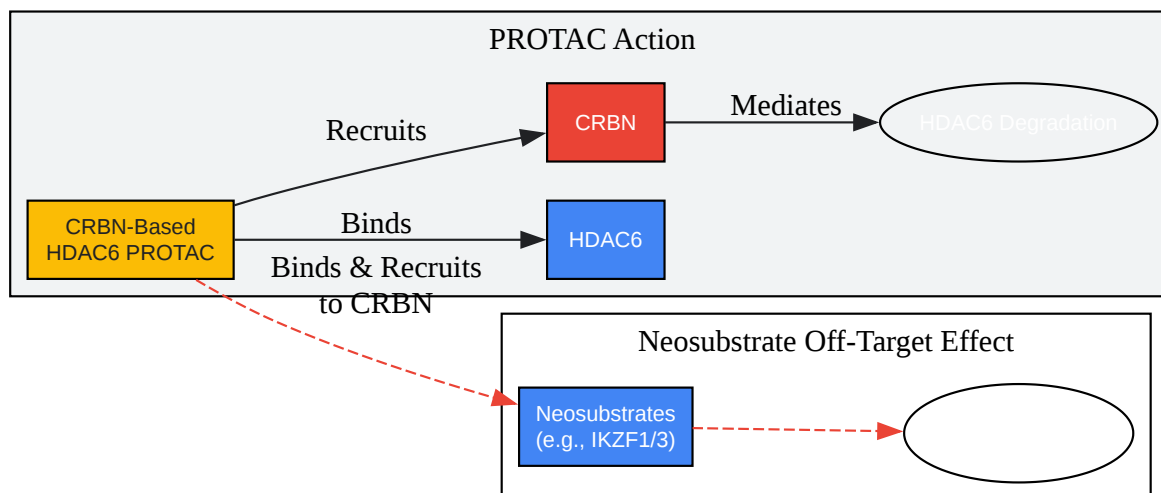 PROTAC Action
Recruits
CRBN
Mediates
HDAC6 Degradation
CRBN-Based
HDAC6 PROTAC
Binds
HDAC6
Binds & Recruits
to CRBN
Neosubstrate Off-Target Effect
Neosubstrates
(e.g., IKZF1/3)